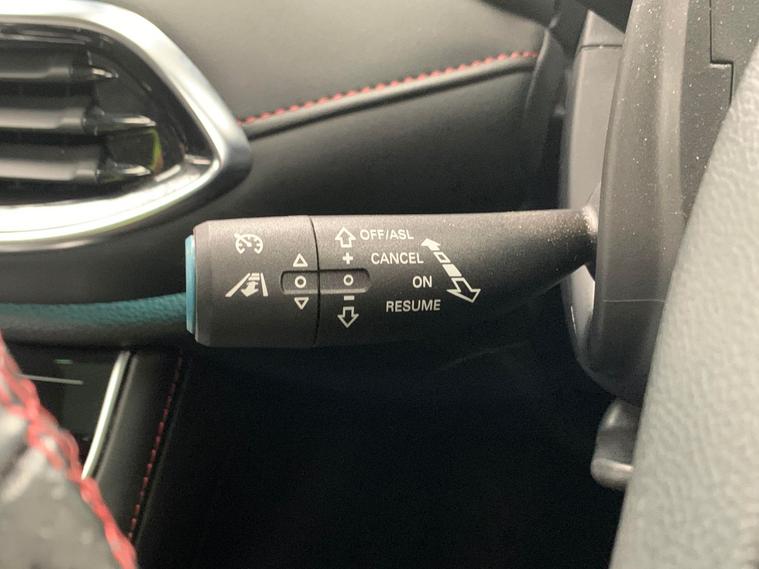 OFF/ASL
+ CANCEL
ON
- RESUME